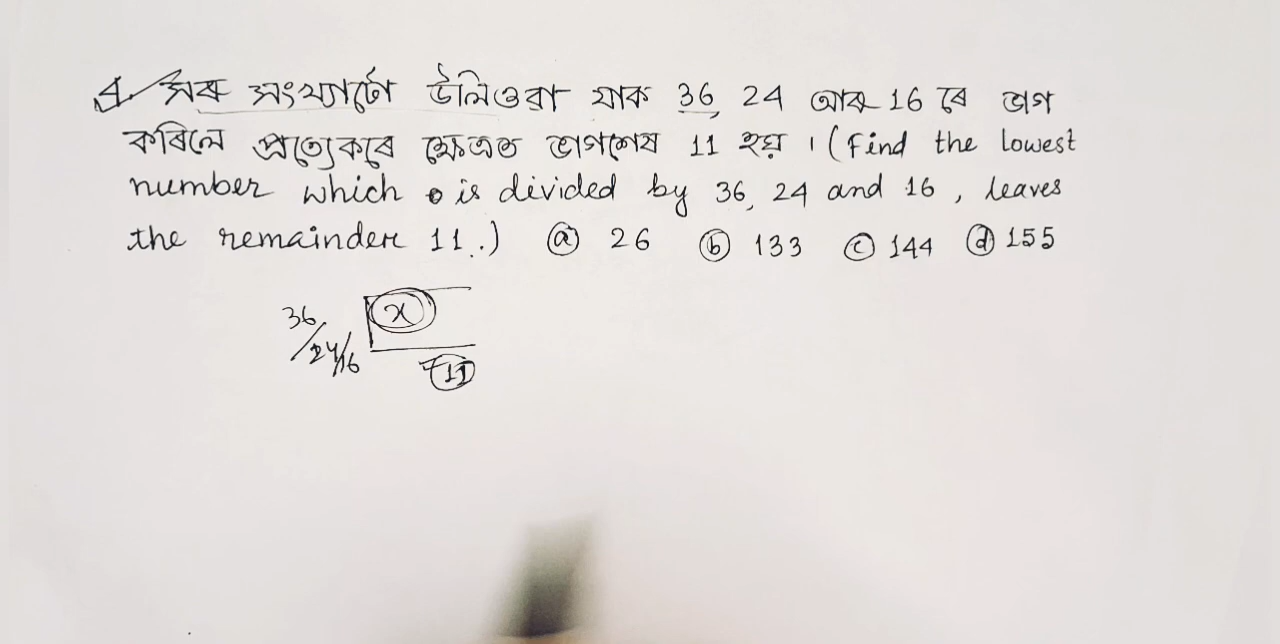 4. সৰু সংখ্যাটো উলিওৱা যাক 36, 24 আৰু 16 ৰে ভাগ
কৰিলে প্ৰত্যেকৰে ক্ষেত্ৰত ভাগশেষ 11 হয় । (Find the lowest
number which is divided by 36, 24 and 16, leaves
the remainder 11.) ⓐ 26 ⓑ 133 ⓒ 144 ⓓ 155
36/24/16 x
11